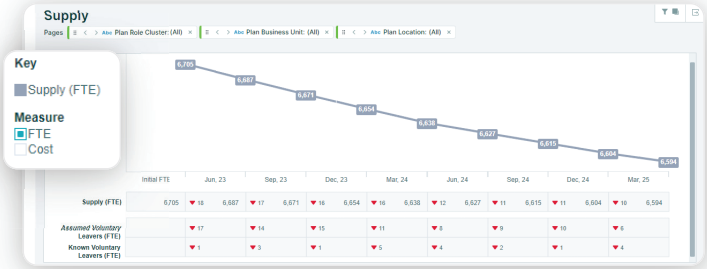 Supply
Pages Abc Plan Role Cluster: (All) × Abc Plan Business Unit: (All) × Abc Plan Location: (All) ×
Key
Supply (FTE)
Measure
FTE
Cost
6,705
6,687
6,671
6,654
6,638
6,627
6,615
6,604
6,594
Initial FTE Jun, 23 Sep, 23 Dec, 23 Mar, 24 Jun, 24 Sep, 24 Dec, 24 Mar, 25
Supply (FTE) 6,705 ▼ 18 6,687 ▼ 17 6,671 ▼ 16 6,654 ▼ 16 6,638 ▼ 12 6,627 ▼ 11 6,615 ▼ 11 6,604 ▼ 10 6,594
Assumed Voluntary
Leavers (FTE) ▼ 17 ▼ 14 ▼ 15 ▼ 11 ▼ 8 ▼ 9 ▼ 10 ▼ 6
Known Voluntary
Leavers (FTE) ▼ 1 ▼ 3 ▼ 1 ▼ 5 ▼ 4 ▼ 2 ▼ 1 ▼ 4